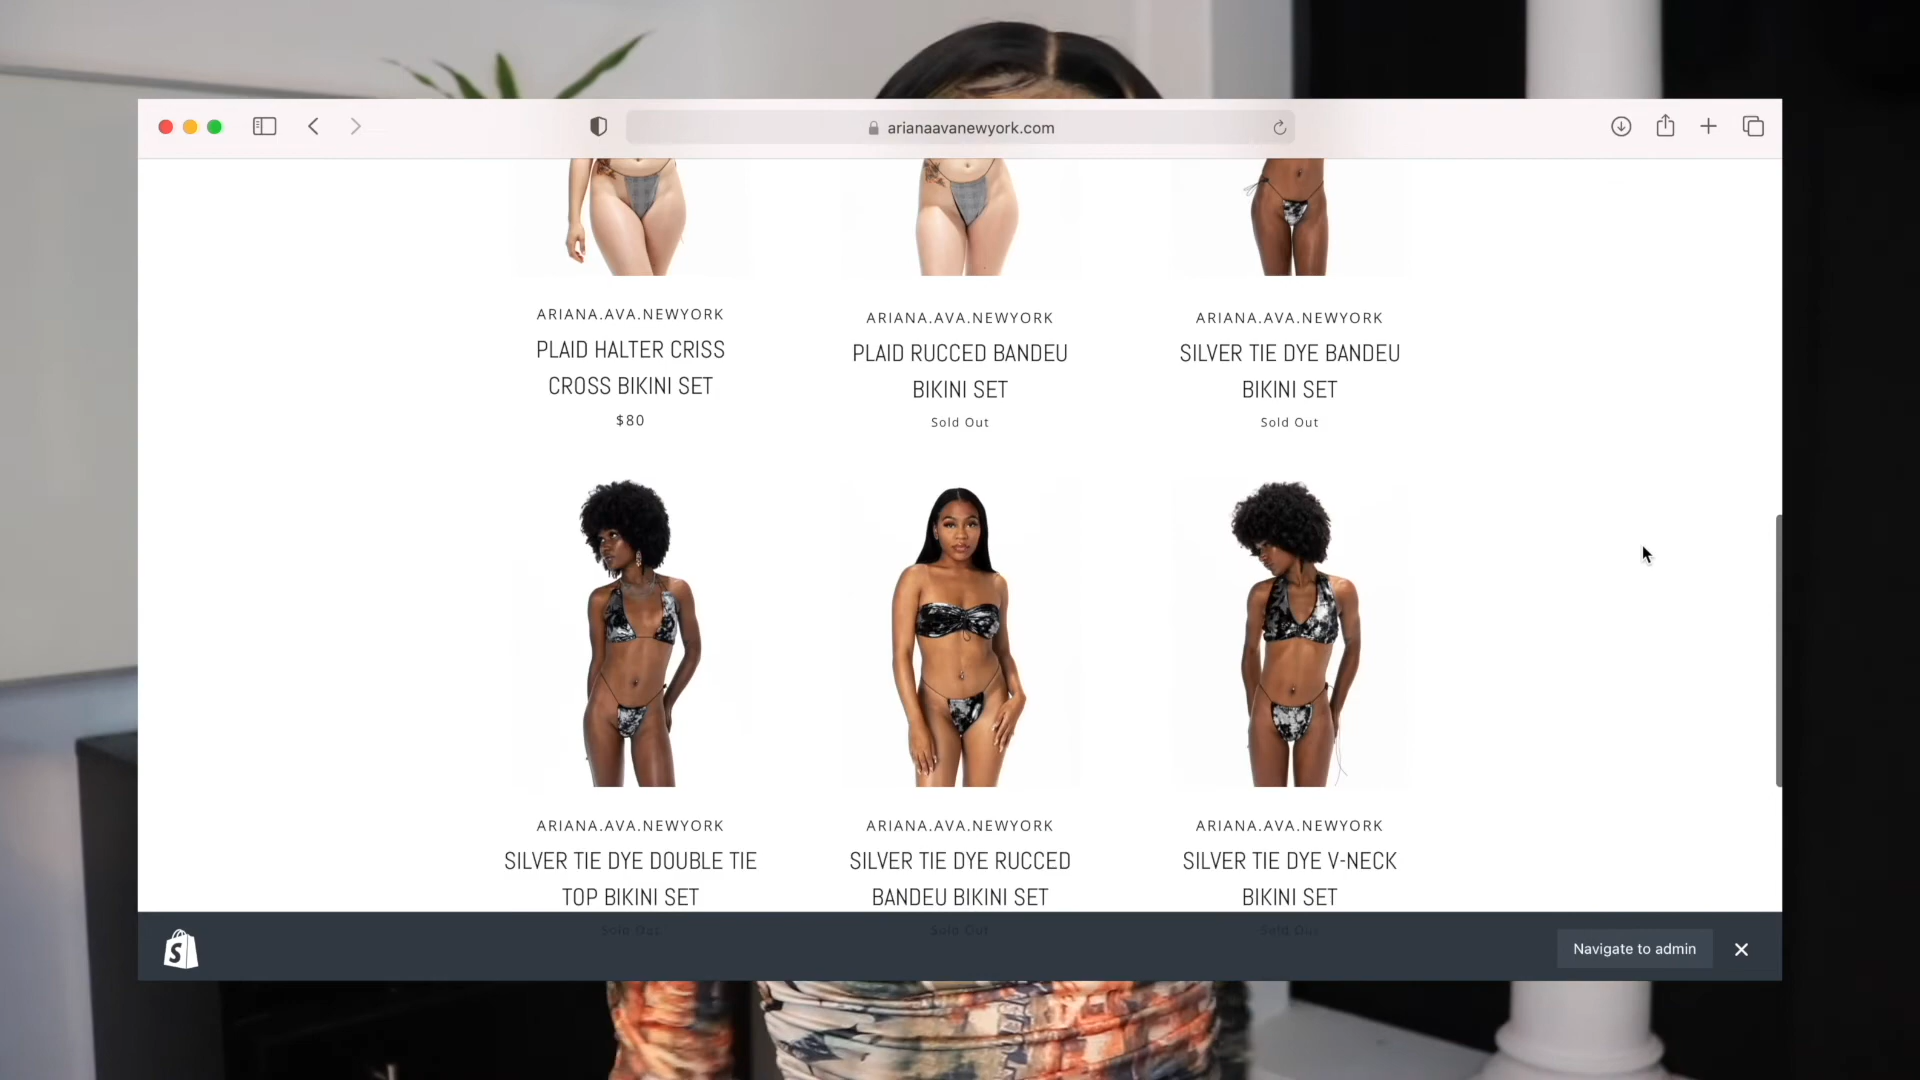 arianaavanewyork.com
ARIANA.AVA.NEWYORK
PLAID HALTER CRISS
CROSS BIKINI SET
$80
ARIANA.AVA.NEWYORK
PLAID RUCCED BANDEU
BIKINI SET
Sold Out
ARIANA.AVA.NEWYORK
SILVER TIE DYE BANDEU
BIKINI SET
Sold Out
ARIANA.AVA.NEWYORK
SILVER TIE DYE DOUBLE TIE
TOP BIKINI SET
Sold Out
ARIANA.AVA.NEWYORK
SILVER TIE DYE RUCCED
BANDEU BIKINI SET
Sold Out
ARIANA.AVA.NEWYORK
SILVER TIE DYE V-NECK
BIKINI SET
Sold Out
S
Navigate to admin